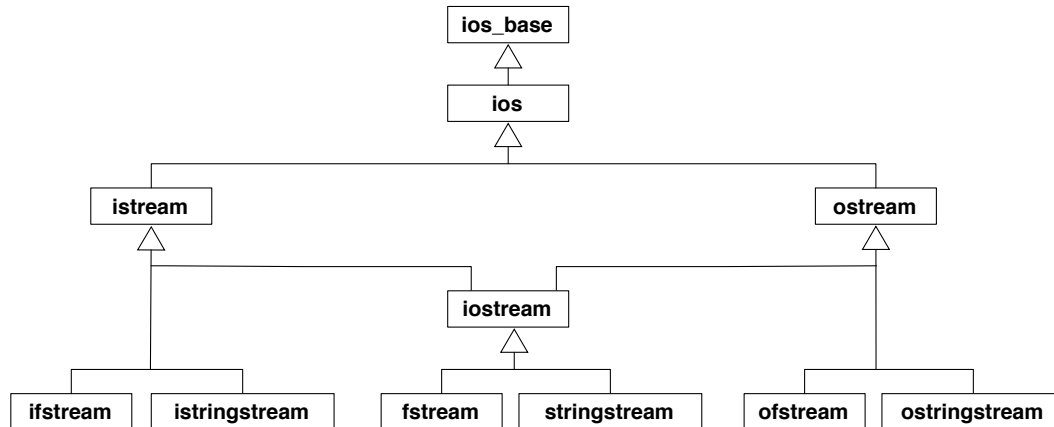 ios_base
ios
istream
ostream
iostream
ifstream
istringstream
fstream
stringstream
ofstream
ostringstream